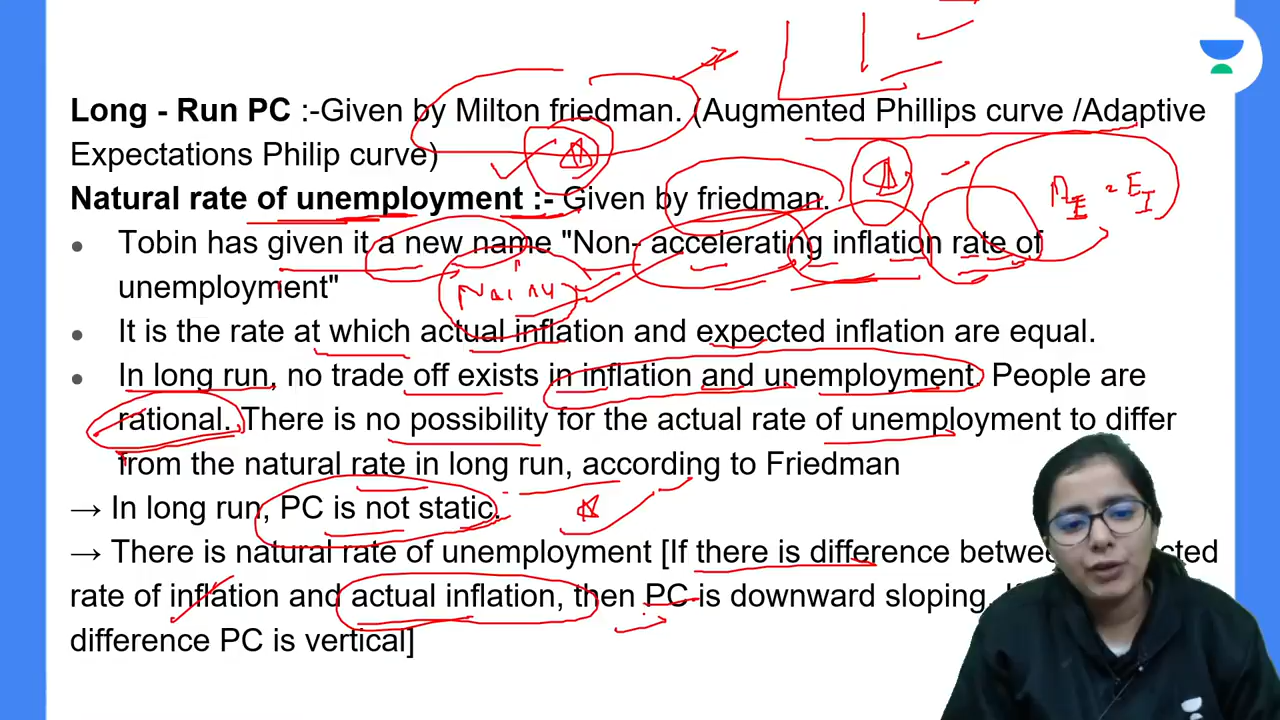 Long - Run PC :-Given by Milton friedman. (Augmented Phillips curve /Adaptive
Expectations Philip curve)
Natural rate of unemployment :- Given by friedman.
• Tobin has given it a new name "Non- accelerating inflation rate of
unemployment"
• It is the rate at which actual inflation and expected inflation are equal.
• In long run, no trade off exists in inflation and unemployment. People are
rational. There is no possibility for the actual rate of unemployment to differ
from the natural rate in long run, according to Friedman
→ In long run, PC is not static.
→ There is natural rate of unemployment [If there is difference
rate of inflation and actual inflation, then PC is downward sloping.
difference PC is vertical]